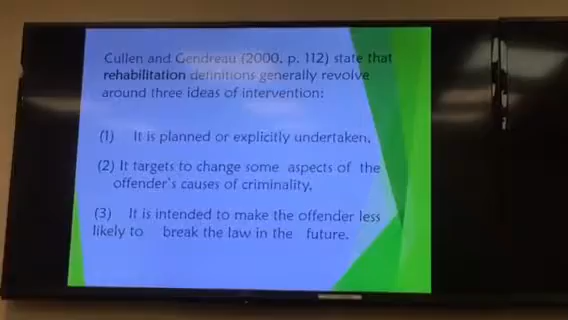 Cullen and Gendreau (2000, p. 112) state that
rehabilitation definitions generally revolve
around three ideas of intervention:
(1) It is planned or explicitly undertaken.
(2) It targets to change some aspects of the
offender's causes of criminality.
(3) It is intended to make the offender less
likely to break the law in the future.